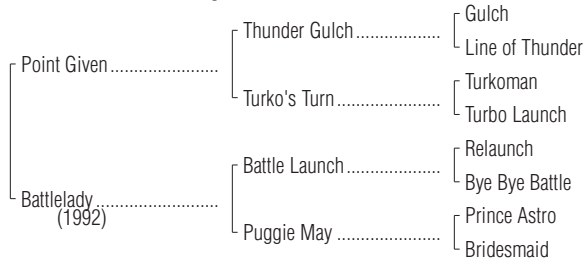 Gulch
Thunder Gulch..................
Line of Thunder
Point Given.......................
Turkoman
Turko's Turn......................
Turbo Launch
Relaunch
Battle Launch....................
Bye Bye Battle
Battlelady..........................
(1992)
Prince Astro
Puggie May ......................
Bridesmaid